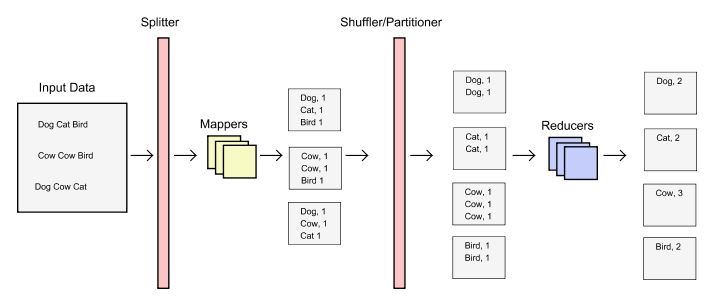 Splitter
Shuffler/Partitioner
Input Data
Dog Cat Bird
Cow Cow Bird
Dog Cow Cat
Mappers
Dog, 1
Cat, 1
Bird 1
Cow, 1
Cow, 1
Bird 1
Dog, 1
Cow, 1
Cat 1
Dog, 1
Dog, 1
Cat, 1
Cat, 1
Cow, 1
Cow, 1
Cow, 1
Bird, 1
Bird, 1
Reducers
Dog, 2
Cat, 2
Cow, 3
Bird, 2